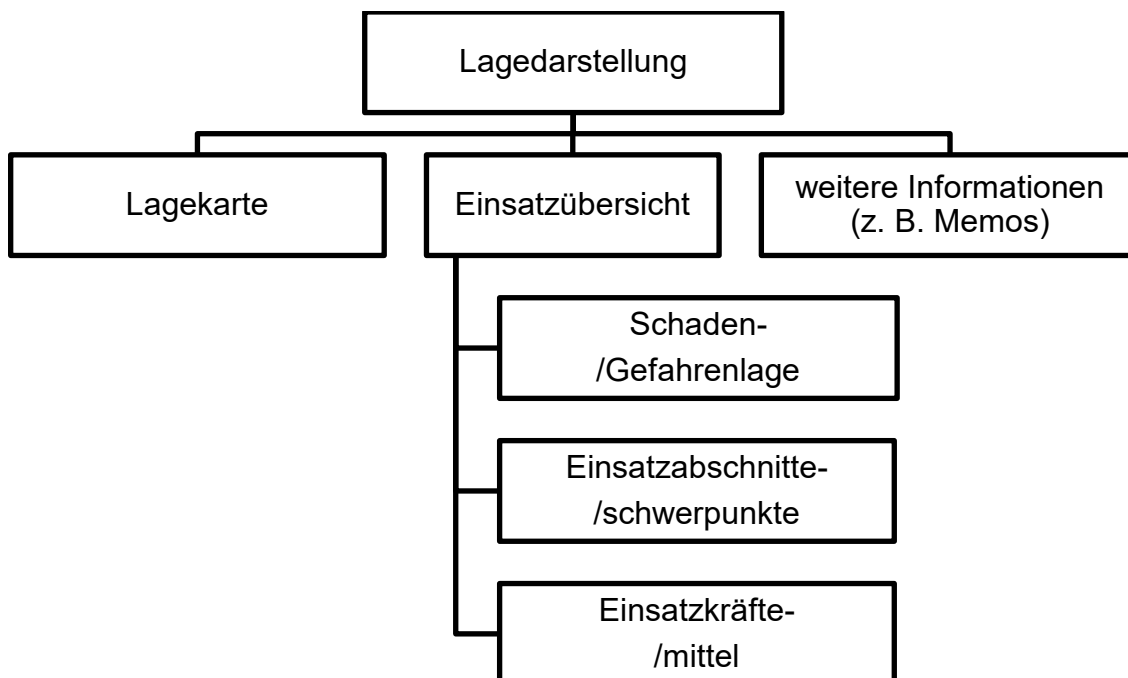 Lagedarstellung
Lagekarte
Einsatzübersicht
weitere Informationen
(z. B. Memos)
Schaden-
/Gefahrenlage
Einsatzabschnitte-
/schwerpunkte
Einsatzkräfte-
/mittel